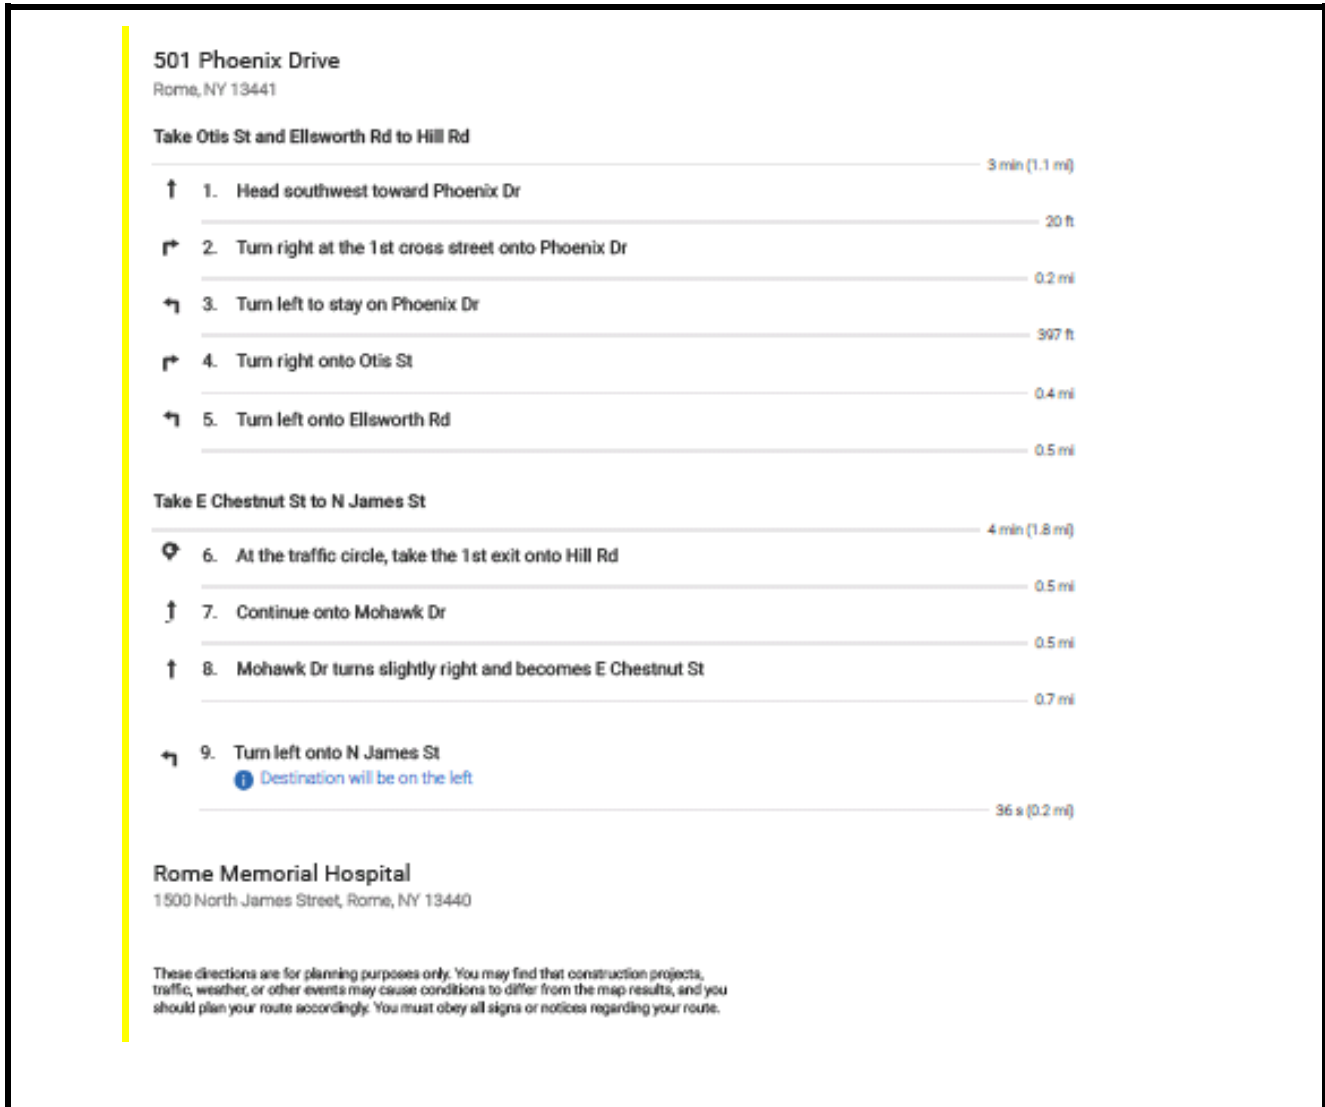 501 Phoenix Drive
Rome, NY 13441
Take Otis St and Ellsworth Rd to Hill Rd
3 min (1.1 mi)
1. Head southwest toward Phoenix Dr
20 ft
2. Turn right at the 1st cross street onto Phoenix Dr
0.2 mi
3. Turn left to stay on Phoenix Dr
397 ft
4. Turn right onto Otis St
0.4 mi
5. Turn left onto Ellsworth Rd
0.5 mi
Take E Chestnut St to N James St
4 min (1.8 mi)
6. At the traffic circle, take the 1st exit onto Hill Rd
0.5 mi
7. Continue onto Mohawk Dr
0.5 mi
8. Mohawk Dr turns slightly right and becomes E Chestnut St
0.7 mi
9. Turn left onto N James St
Destination will be on the left
36 s (0.2 mi)
Rome Memorial Hospital
1500 North James Street, Rome, NY 13440
These directions are for planning purposes only. You may find that construction projects,
traffic, weather, or other events may cause conditions to differ from the map results, and you
should plan your route accordingly. You must obey all signs or notices regarding your route.